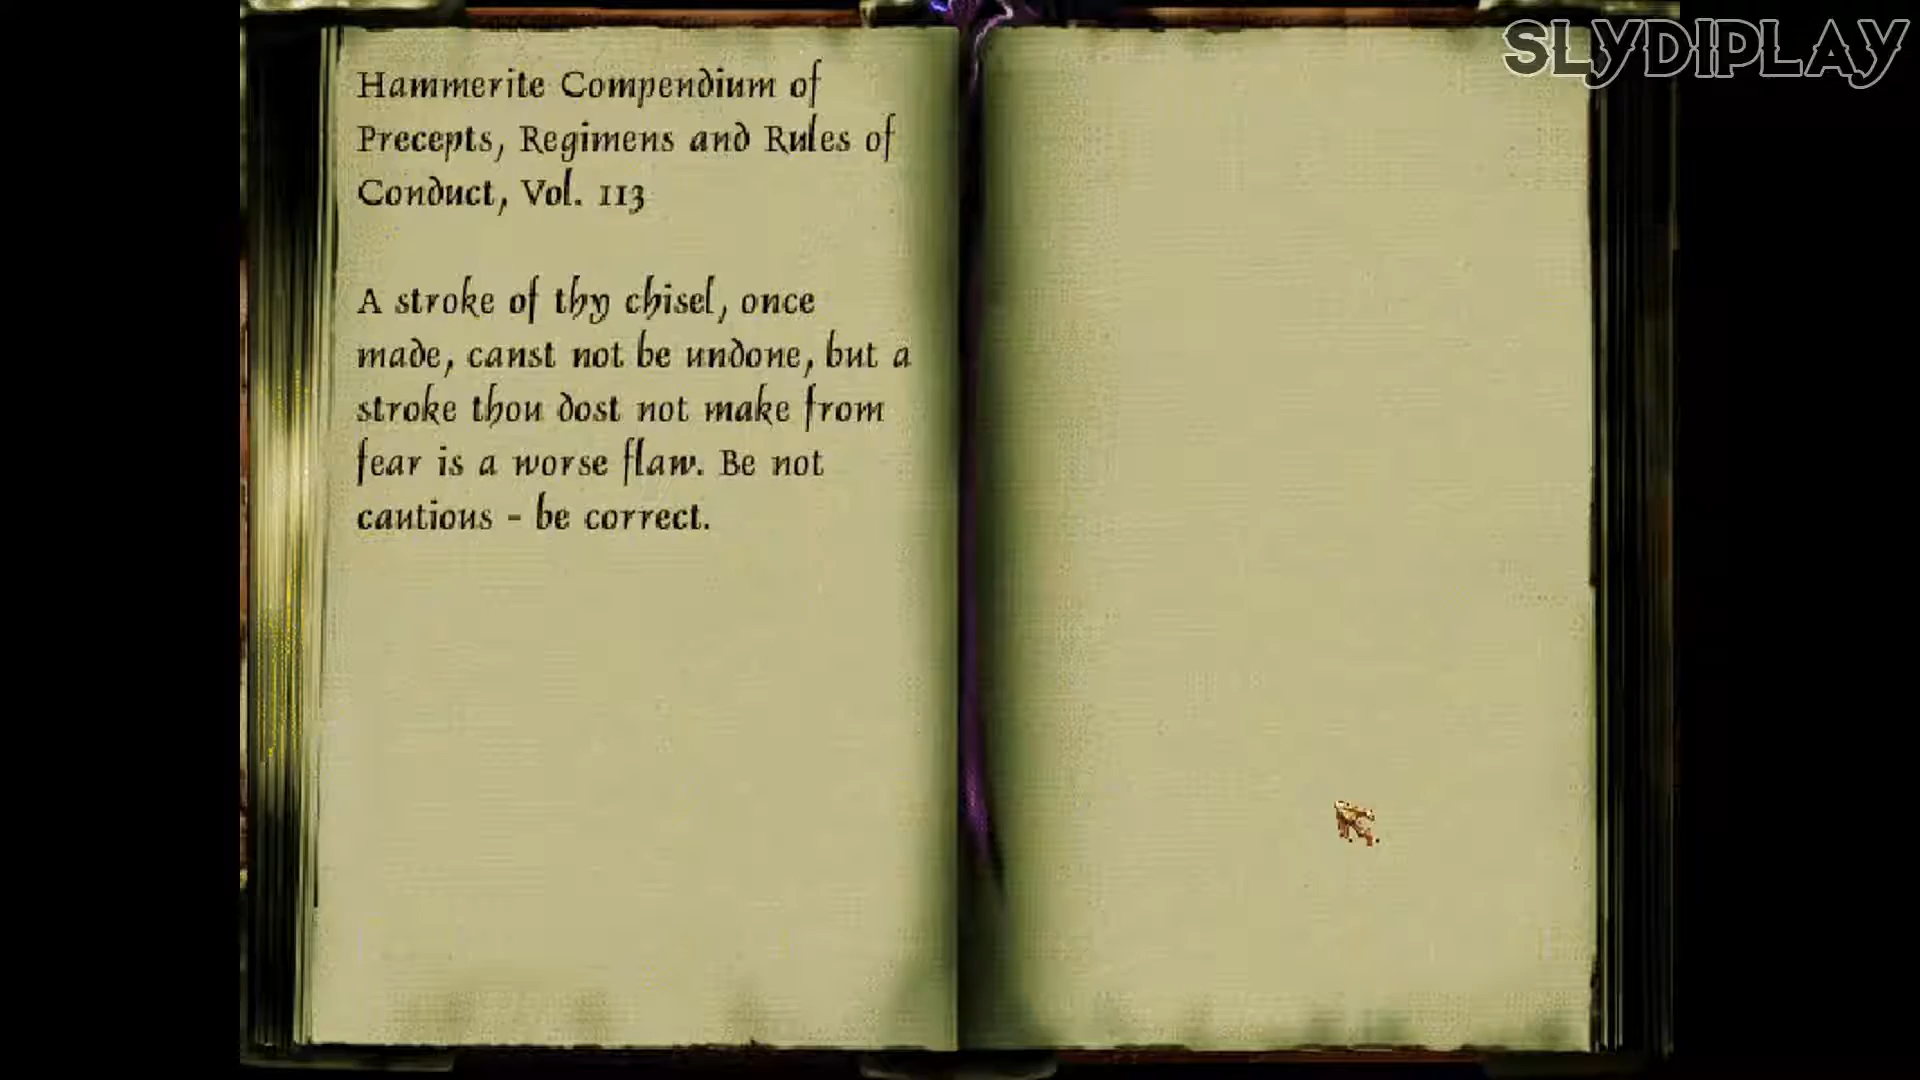 SLYDIPLAY
Hammerite Compendium of
Precepts, Regimens and Rules of
Conduct, Vol. 113
A stroke of thy chisel, once
made, canst not be undone, but a
stroke thou dost not make from
fear is a worse flaw. Be not
cautious - be correct.